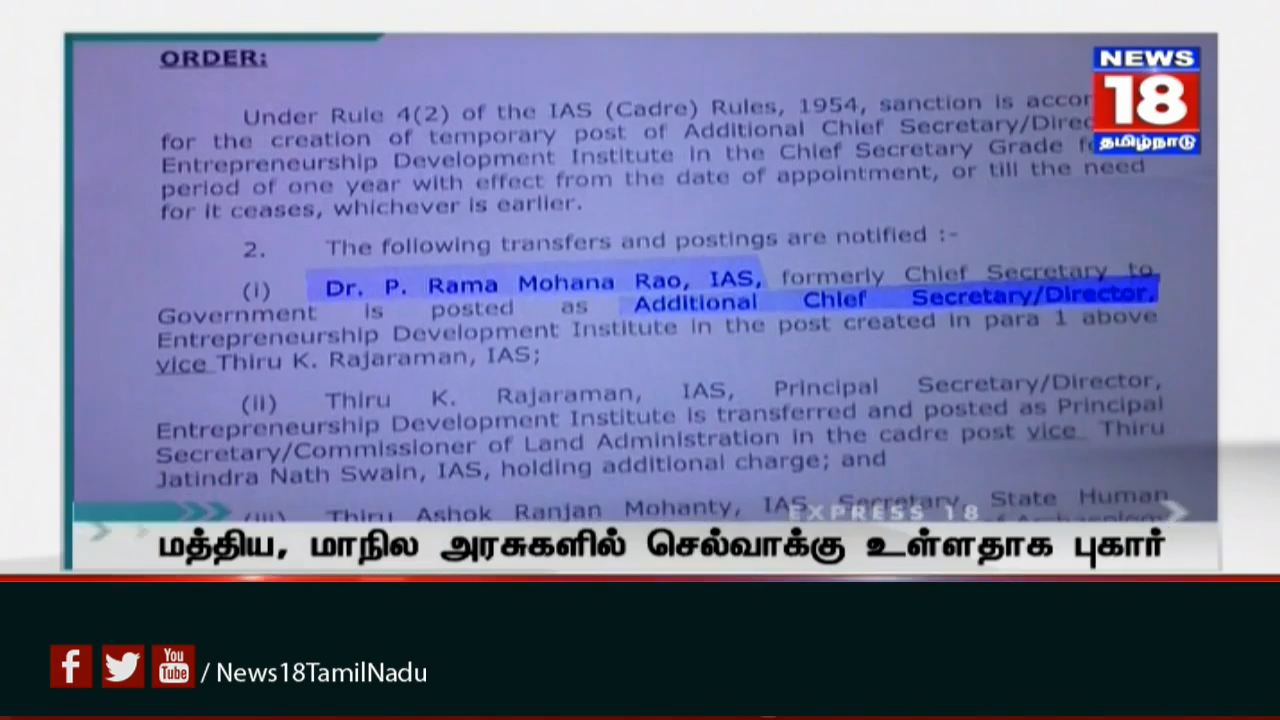 ORDER:
NEWS
18
தமிழ்நாடு
Under Rule 4(2) of the IAS (Cadre) Rules, 1954, sanction is
for the creation of temporary post of Additional Chief
Entrepreneurship Development Institute in the Chief Secretary Grade
period of one year with effect from the date of appointment, or till the need
for it ceases, whichever is earlier.
2. The following transfers and postings are notified :-
(i) Dr. P. Rama Mohana Rao, IAS, formerly Chief Secretary to
Government is posted as Additional Chief Secretary/Director,
Entrepreneurship Development Institute in the post created in para 1 above
vice Thiru K. Rajaraman, IAS;
(ii) Thiru K. Rajaraman, IAS, Principal Secretary/Director,
Entrepreneurship Development Institute is transferred and posted as Principal
Secretary/Commissioner of Land Administration in the cadre post vice Thiru
Jatindra Nath Swain, IAS, holding additional charge; and
(iii) Thiru Ashok Ranjan Mohanty, IAS, Secretary, State Human
EXPRESS 18
மத்திய, மாநில அரசுகளில் செல்வாக்கு உள்ளதாக புகார்
f You Tube / News18TamilNadu